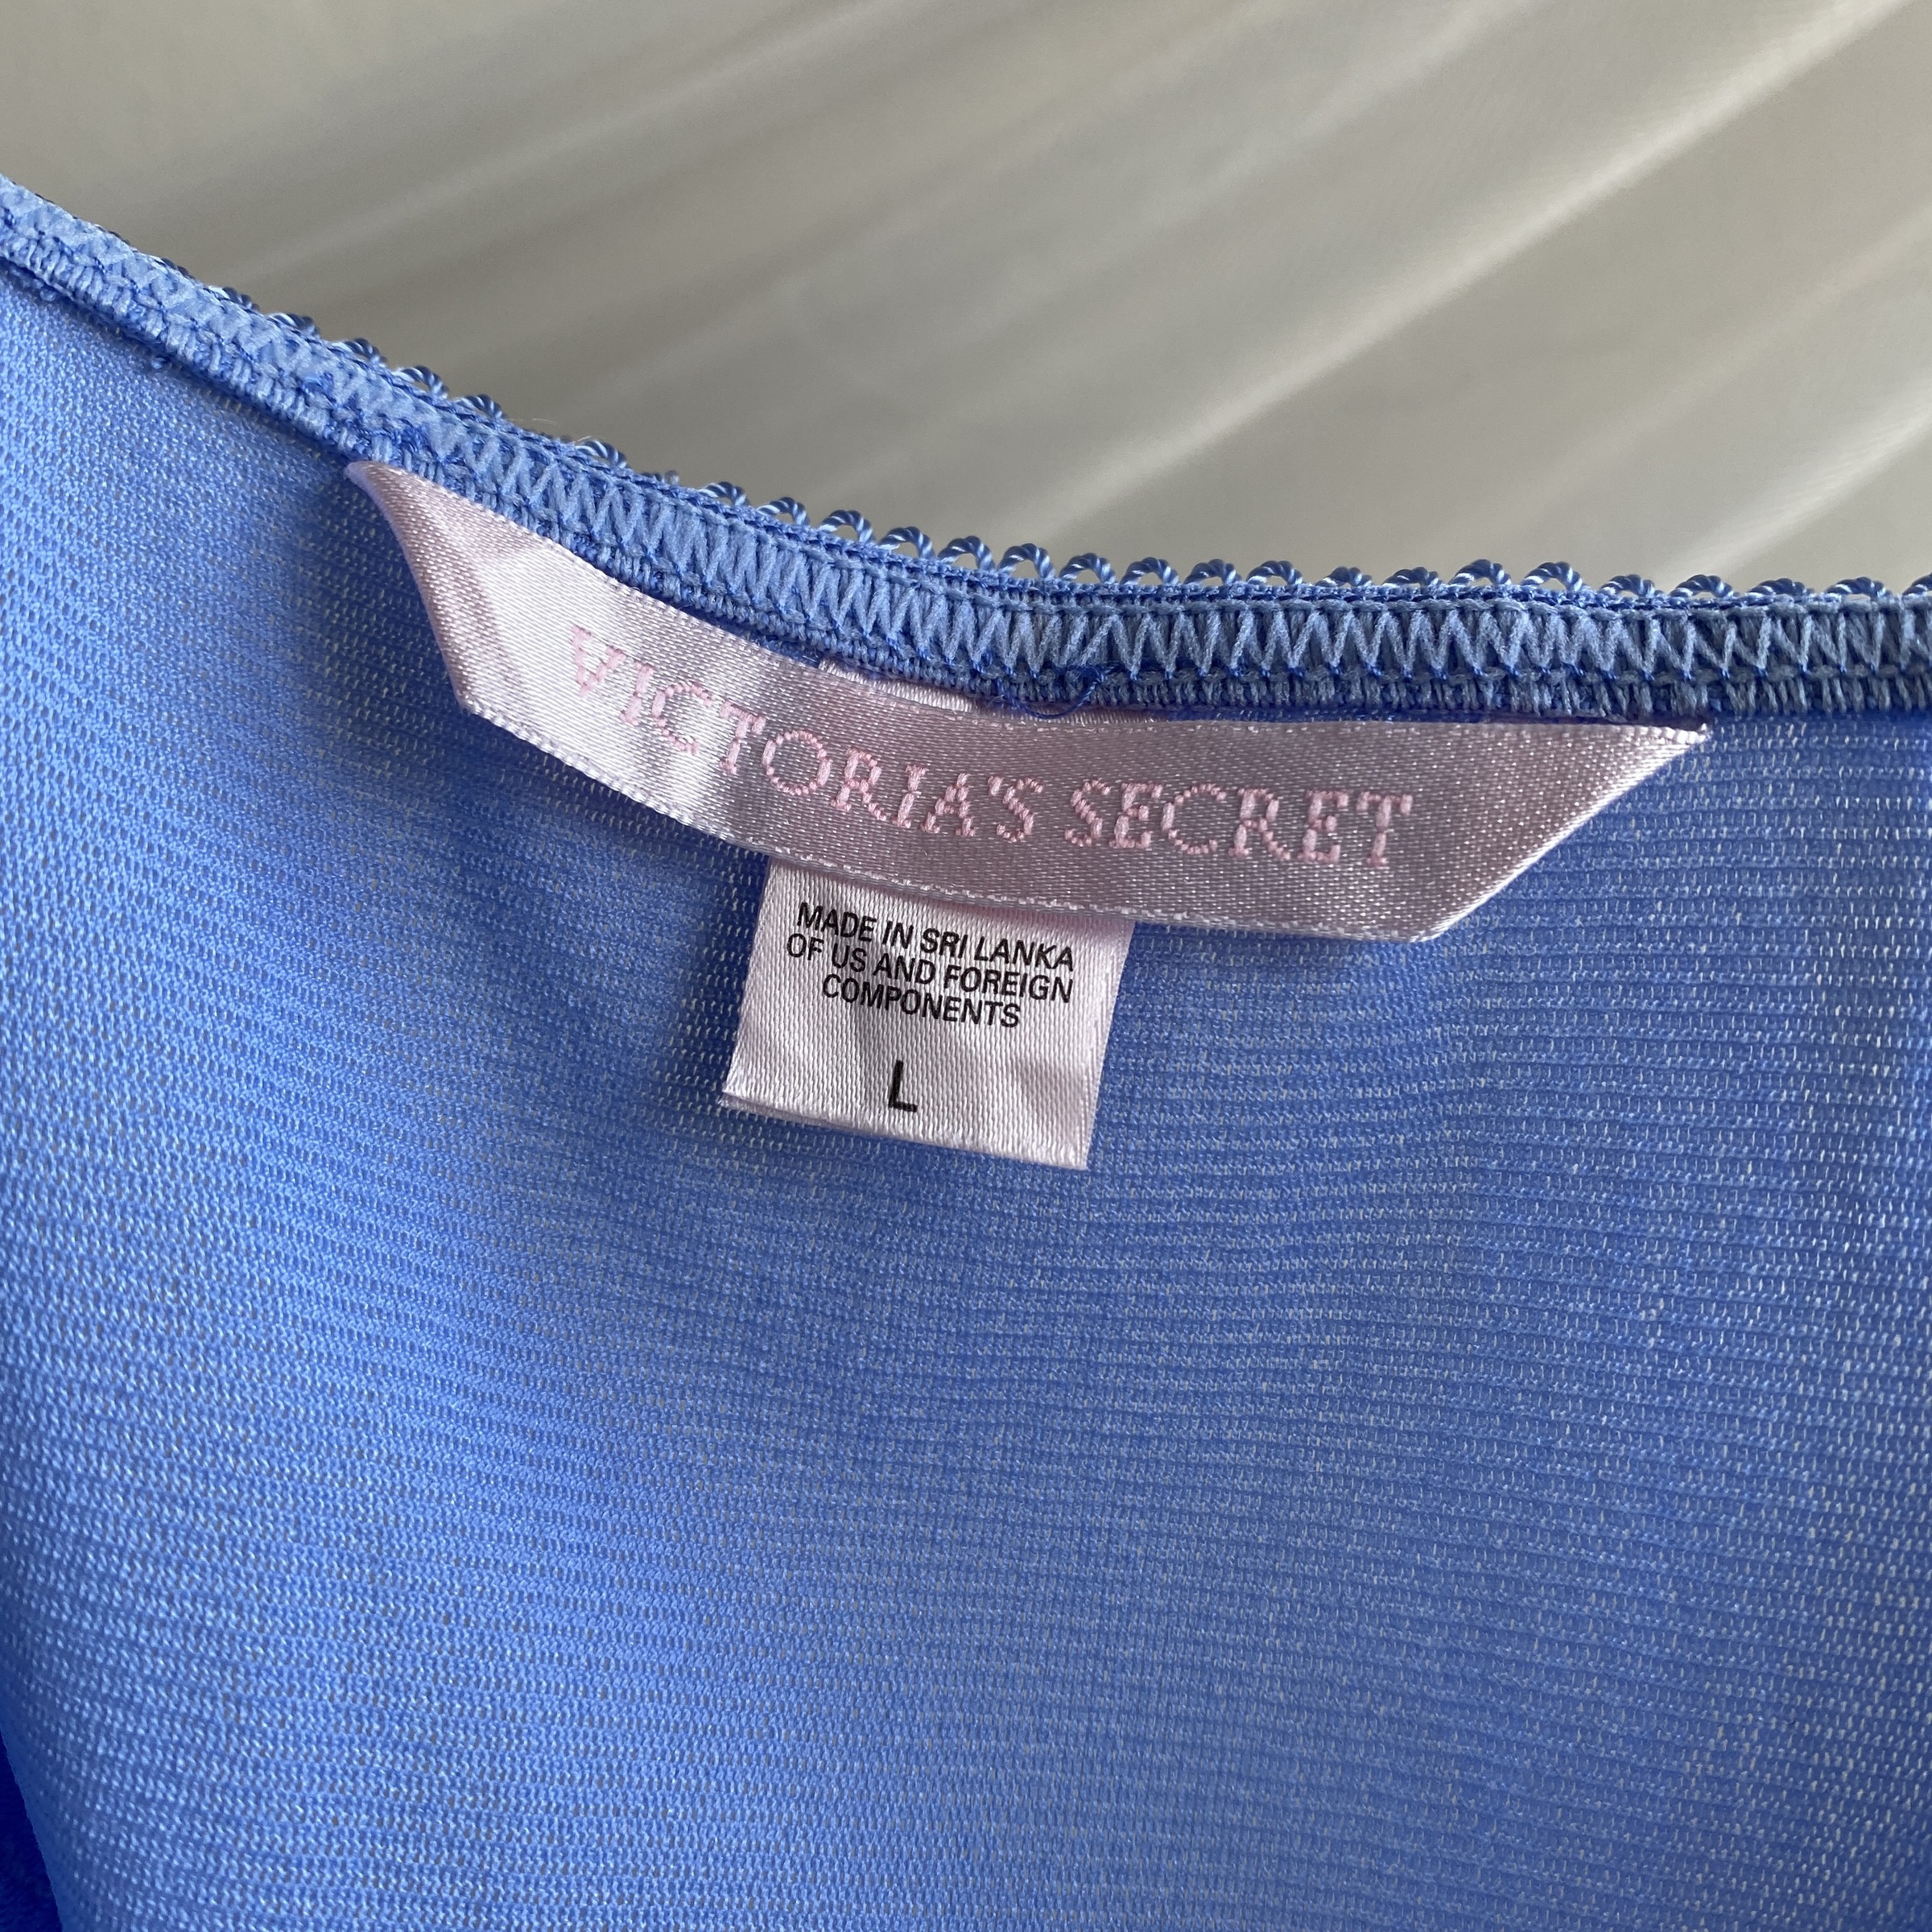 VICTORIA'S SECRET
MADE IN SRI LANKA
OF US AND FOREIGN
COMPONENTS
L